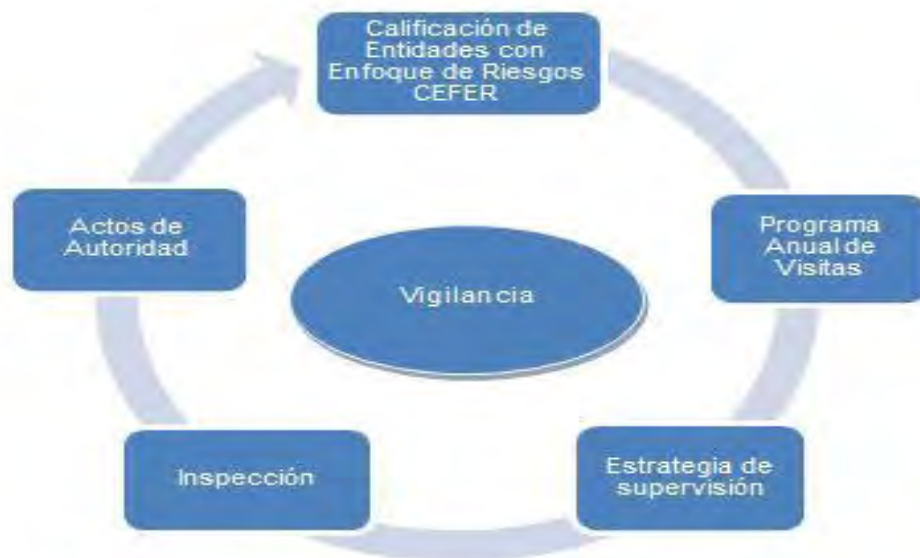 Calificación de
Entidades con
Enfoque de Riesgos
CEFER
Programa
Anual de
Visitas
Estrategia de
supervisión
Inspección
Actos de
Autoridad
Vigilancia